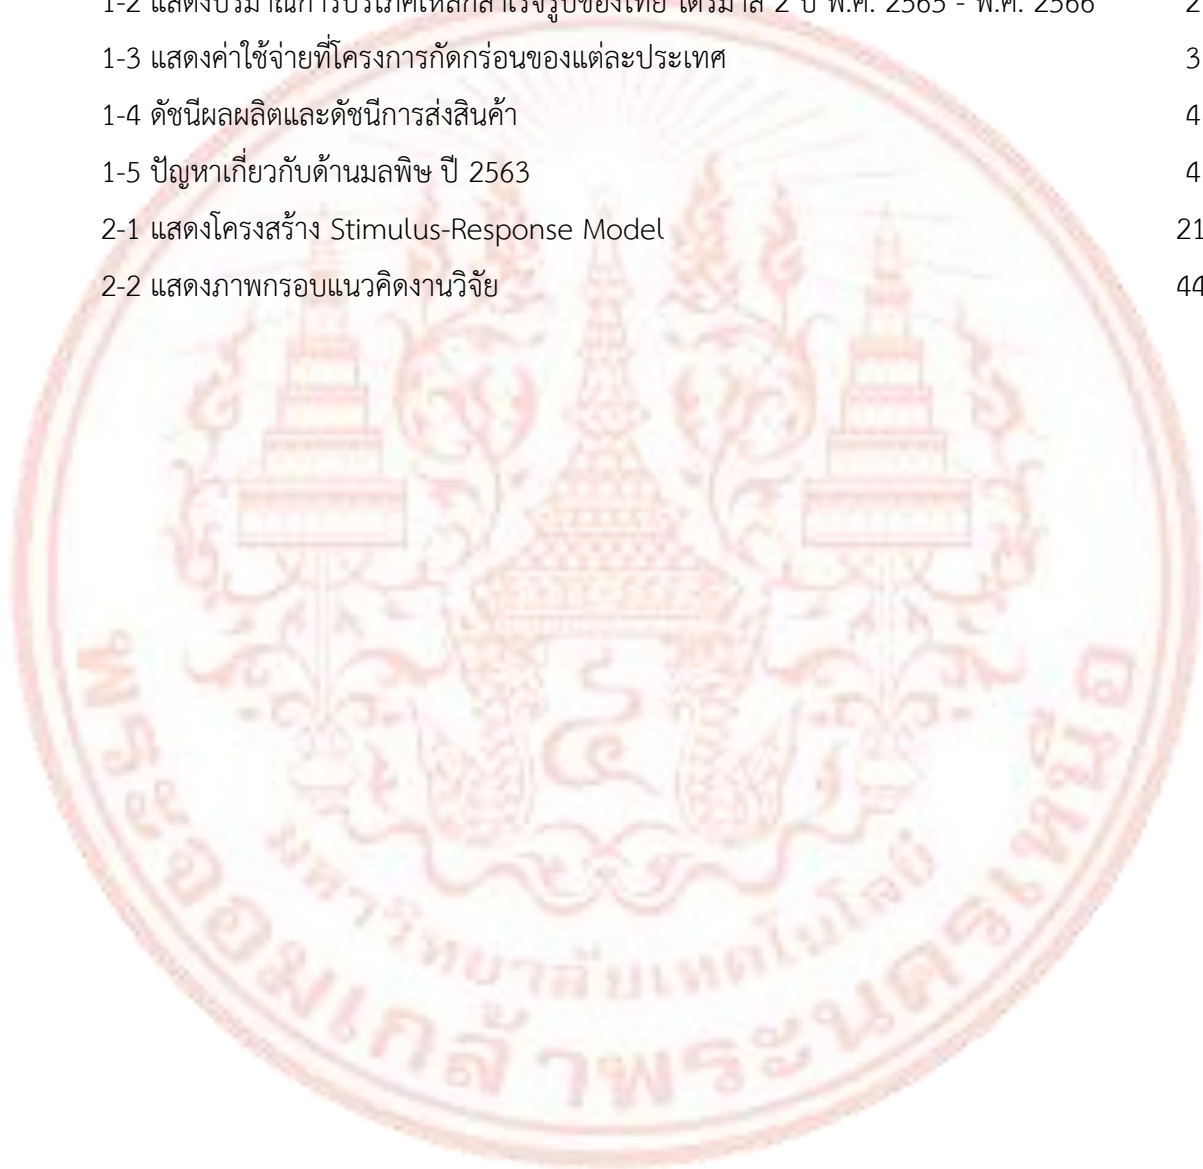 1-2 แสดงปริมาณการบริโภคเหล็กสำเร็จรูปของไทย ไตรมาส 2 ปี พ.ศ. 2565 - พ.ศ. 2566 2
1-3 แสดงค่าใช้จ่ายที่โครงการกัดกร่อนของแต่ละประเทศ 3
1-4 ดัชนีผลผลิตและดัชนีการส่งสินค้า 4
1-5 ปัญหาเกี่ยวกับด้านมลพิษ ปี 2563 4
2-1 แสดงโครงสร้าง Stimulus-Response Model 21
2-2 แสดงภาพกรอบแนวคิดงานวิจัย 44
มหาวิทยาลัยเทคโนโลยี
พระจอมเกล้าพระนครเหนือ